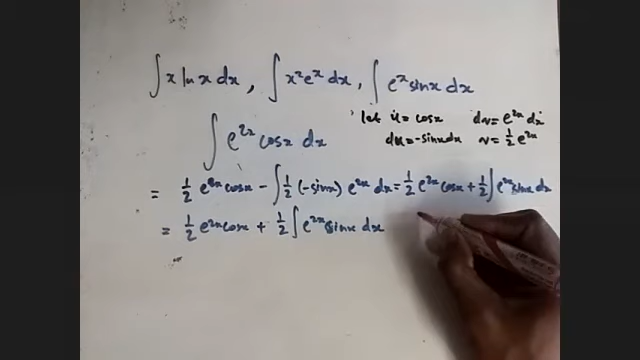 ∫ x ln x dx , ∫ x²eˣ dx , ∫ eˣ sinx dx
∫ e²ˣ cosx dx
let u = cosx dv = e²ˣ dx
du = -sinx dx v = ½ e²ˣ
= ½ e²ˣ cosx - ∫ ½ (-sinx) e²ˣ dx = ½ e²ˣ cosx + ½ ∫ e²ˣ sinx dx
= ½ e²ˣ cosx + ½ ∫ e²ˣ sinx dx